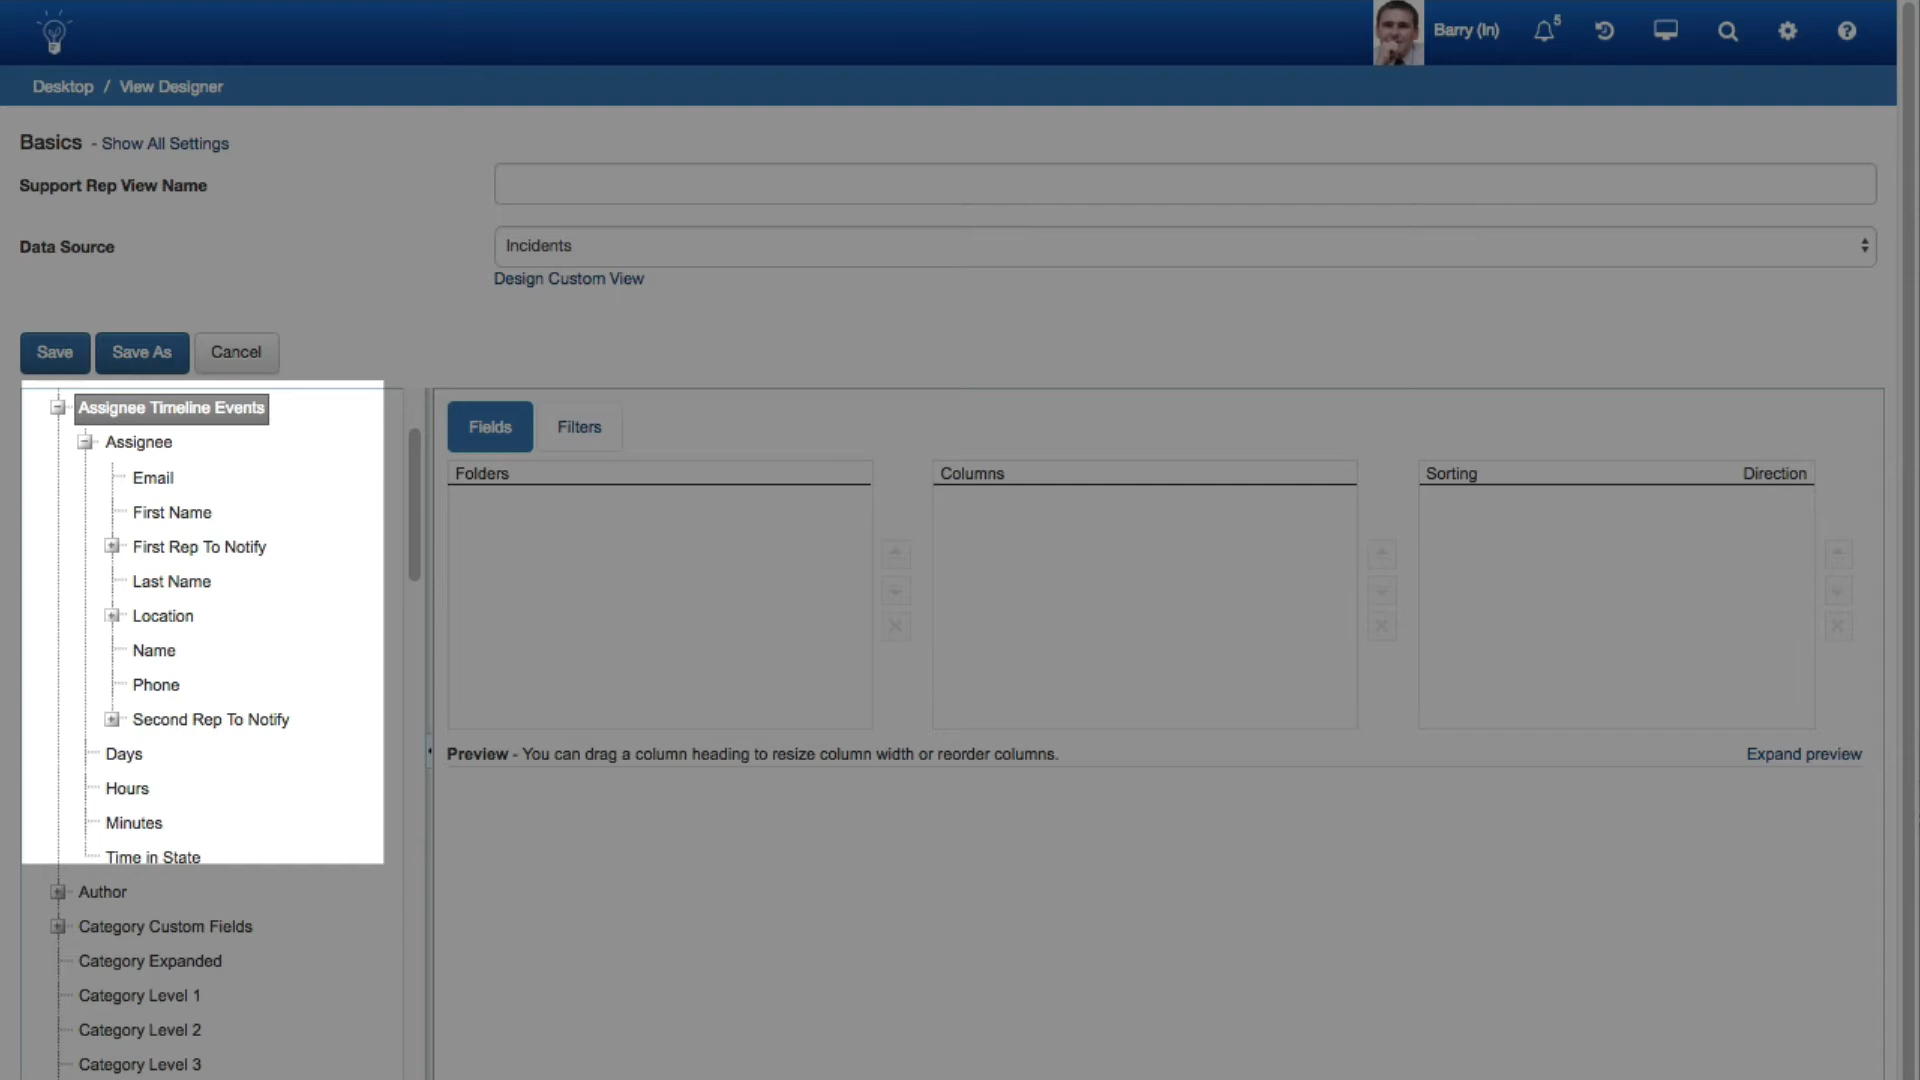 Barry (In)
5
Desktop / View Designer
Basics - Show All Settings
Support Rep View Name
Data Source
Incidents
Design Custom View
Save
Save As
Cancel
Assignee Timeline Events
Assignee
Email
First Name
First Rep To Notify
Last Name
Location
Name
Phone
Second Rep To Notify
Days
Hours
Minutes
Time in State
Author
Category Custom Fields
Category Expanded
Category Level 1
Category Level 2
Category Level 3
Fields
Filters
Folders
Columns
Sorting
Direction
Preview - You can drag a column heading to resize column width or reorder columns.
Expand preview